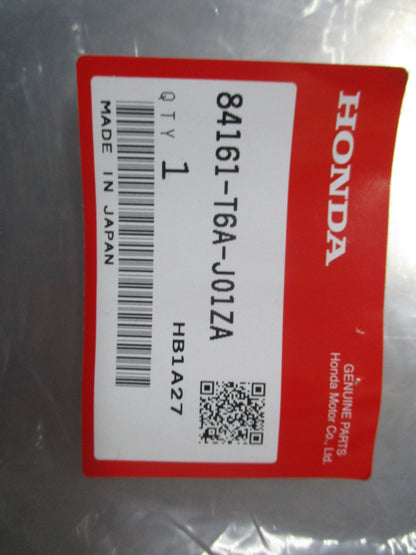 HONDA
GENUINE PARTS
Honda Motor Co., Ltd.
84161-T6A-J01ZA
QTY 1
HB1A27
MADE IN JAPAN